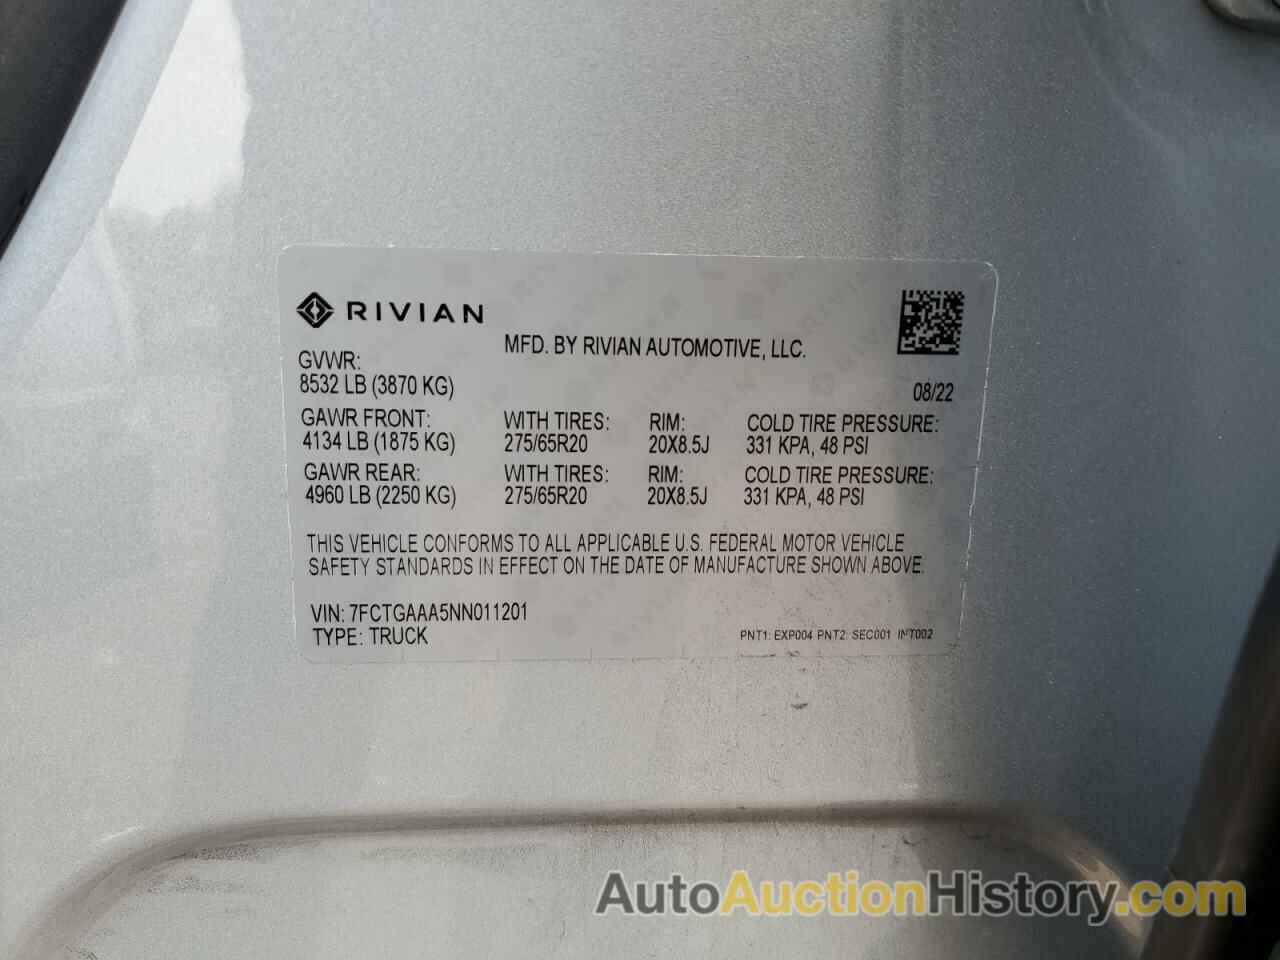 RIVIAN
MFD. BY RIVIAN AUTOMOTIVE, LLC.
GVWR:
8532 LB (3870 KG)
08/22
GAWR FRONT: WITH TIRES: RIM: COLD TIRE PRESSURE:
4134 LB (1875 KG) 275/65R20 20X8.5J 331 KPA, 48 PSI
GAWR REAR: WITH TIRES: RIM: COLD TIRE PRESSURE:
4960 LB (2250 KG) 275/65R20 20X8.5J 331 KPA, 48 PSI
THIS VEHICLE CONFORMS TO ALL APPLICABLE U.S. FEDERAL MOTOR VEHICLE
SAFETY STANDARDS IN EFFECT ON THE DATE OF MANUFACTURE SHOWN ABOVE.
VIN: 7FCTGAAA5NN011201
TYPE: TRUCK
PNT1: EXP004 PNT2: SEC001 INT002
AutoAuctionHistory.com